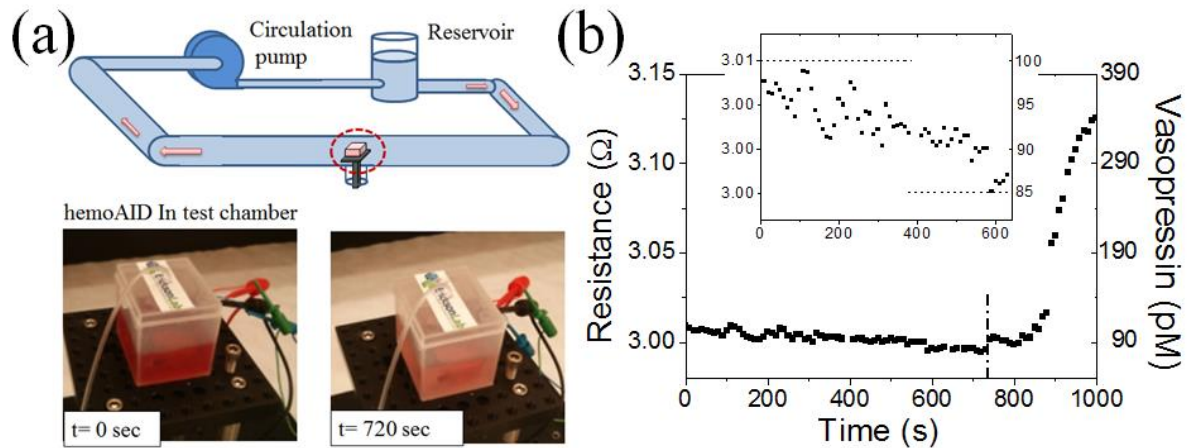 (a)
Circulation
pump
Reservoir
hemoAID In test chamber
EricksonLab
t= 0 sec
t= 720 sec
(b)
3.15
3.10
3.05
3.00
Resistance (Ω)
0 200 400 600 800 1000
Time (s)
390
290
190
90
Vasopressin (pM)
3.01
3.00
3.00
3.00
100
95
90
85
0 200 400 600